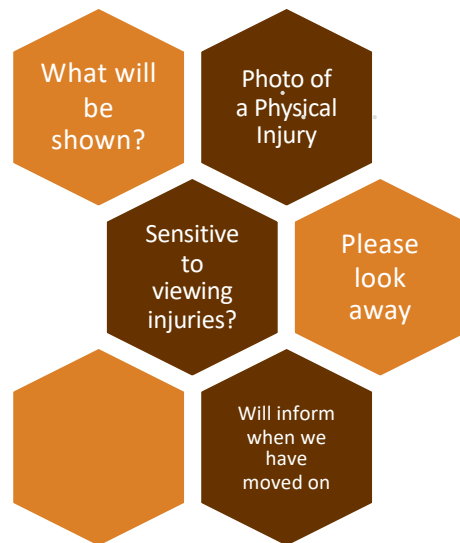 What will
be
shown?
Photo of
a Physical
Injury
Sensitive
to
viewing
injuries?
Please
look
away
Will inform
when we
have
moved on